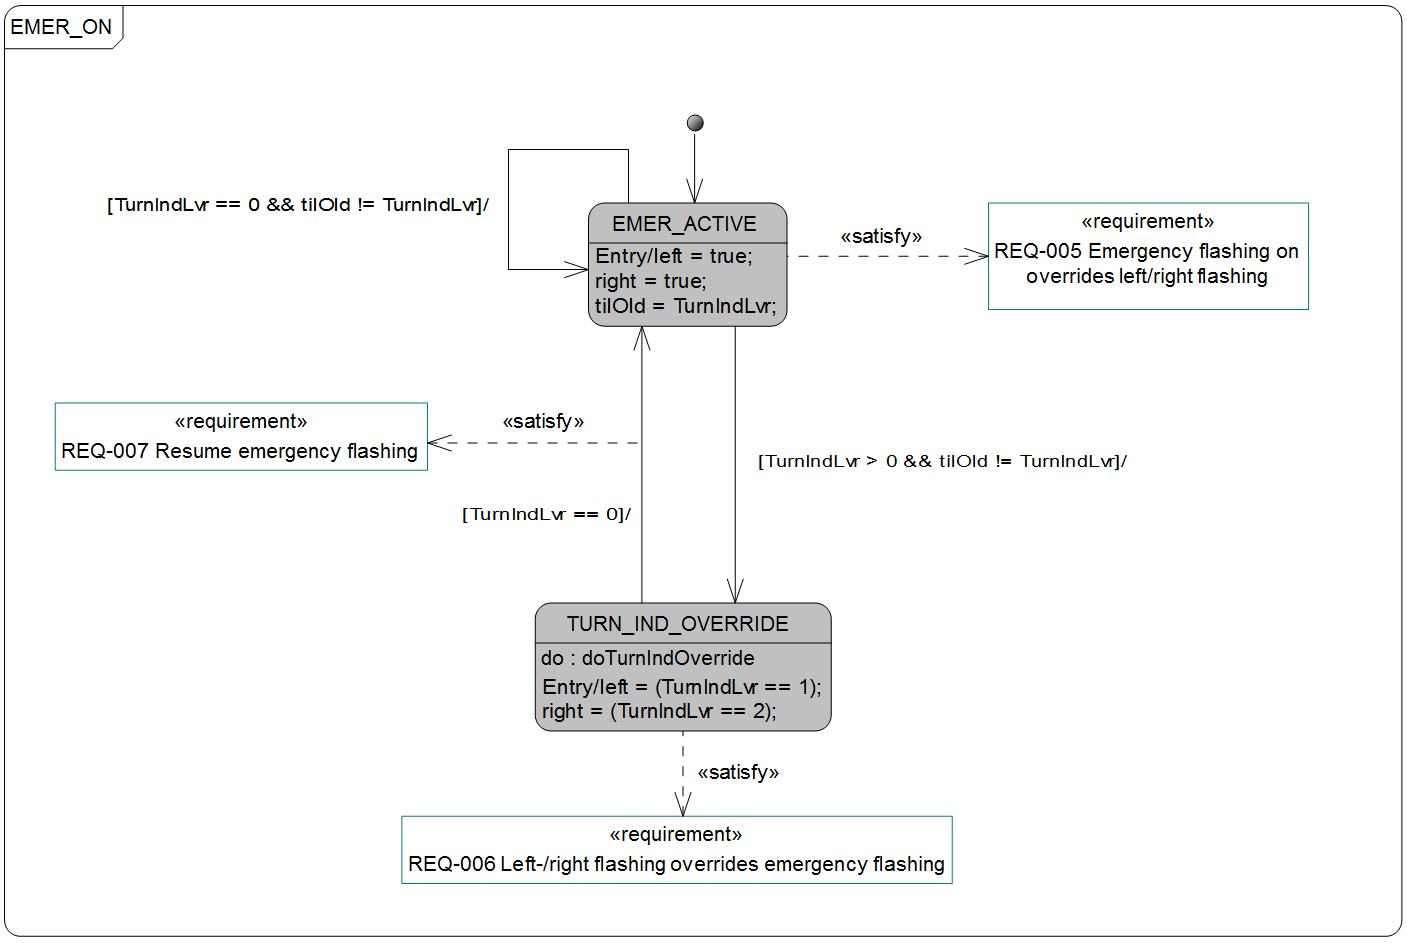 EMER_ON
[TurnIndLvr == 0 && tilOld != TurnIndLvr]/
EMER_ACTIVE
Entry/left = true;
right = true;
tilOld = TurnIndLvr;
«satisfy»
«requirement»
REQ-005 Emergency flashing on
overrides left/right flashing
«requirement»
REQ-007 Resume emergency flashing
«satisfy»
[TurnIndLvr > 0 && tilOld != TurnIndLvr]/
[TurnIndLvr == 0]/
TURN_IND_OVERRIDE
do : doTurnIndOverride
Entry/left = (TurnIndLvr == 1);
right = (TurnIndLvr == 2);
«satisfy»
«requirement»
REQ-006 Left-/right flashing overrides emergency flashing